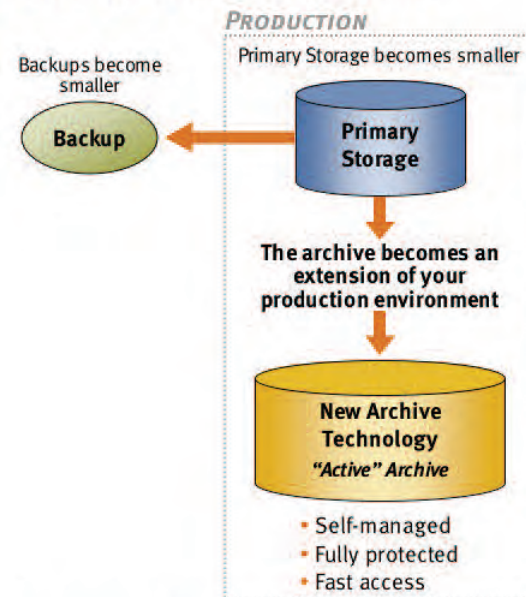 PRODUCTION
Primary Storage becomes smaller
Backups become
smaller
Backup
Primary
Storage
The archive becomes an
extension of your
production environment
New Archive
Technology
“Active” Archive
• Self-managed
• Fully protected
• Fast access